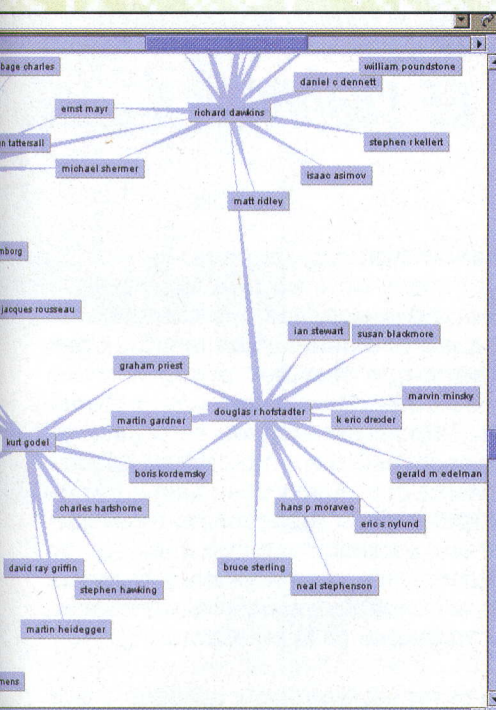 bage charles
william poundstone
daniel c dennett
ernst mayr
richard dawkins
n tattersall
stephen r kellert
michael shermer
isaac asimov
matt ridley
mborg
jacques rousseau
ian stewart
susan blackmore
graham priest
marvin minsky
douglas r hofstadter
martin gardner
k eric drexler
kurt godel
boris kordemsky
gerald m edelman
charles hartshorne
hans p moravec
eric s nylund
david ray griffin
bruce sterling
stephen hawking
neal stephenson
martin heidegger
mens